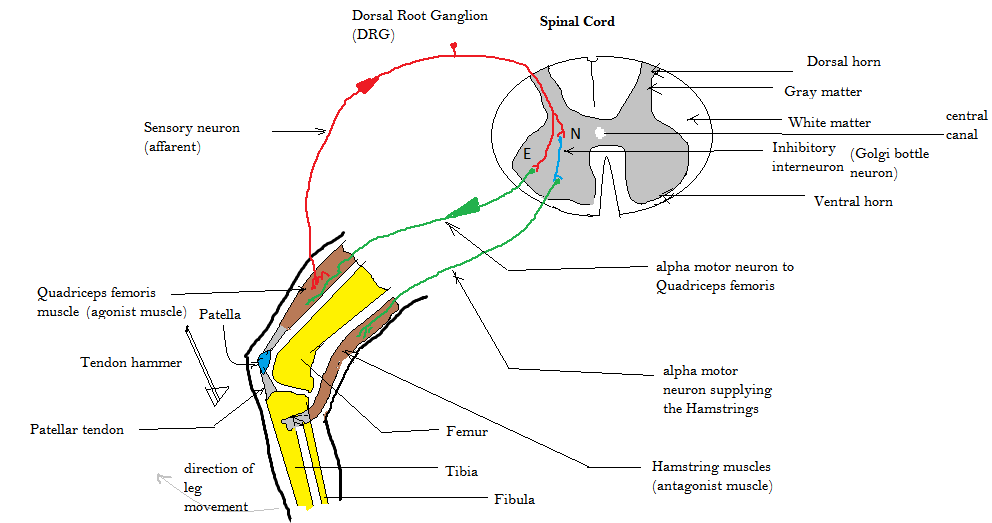 Dorsal Root Ganglion
(DRG)
Spinal Cord
Dorsal horn
Gray matter
White matter
central
canal
Inhibitory
interneuron
(Golgi bottle
neuron)
Ventral horn
N
E
Sensory neuron
(affarent)
alpha motor neuron to
Quadriceps femoris
Quadriceps femoris
muscle (agonist muscle)
Patella
Tendon hammer
Patellar tendon
alpha motor
neuron supplying
the Hamstrings
Femur
Tibia
Fibula
Hamstring muscles
(antagonist muscle)
direction of
leg
movement